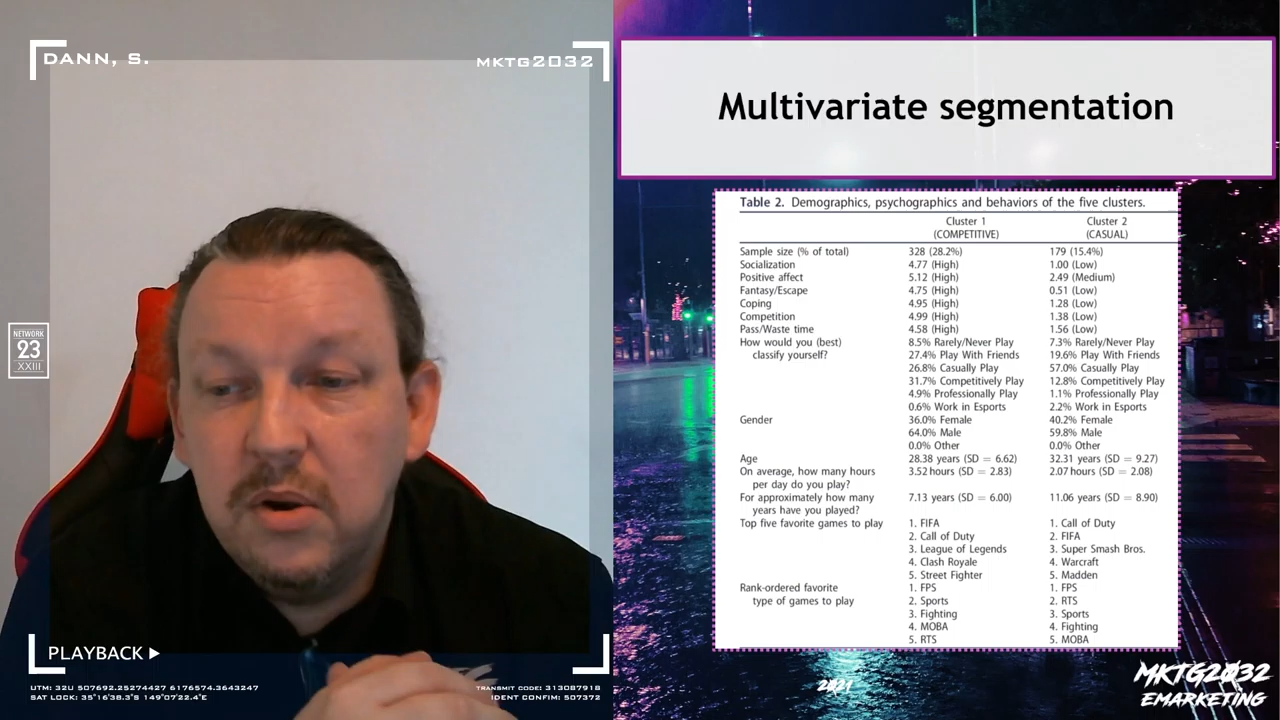 DANN, S.
MKTG2032
NETWORK
23
XXIII
PLAYBACK
UTM: 32U 507692.25274427 6176574.3643247
SAT LOCK: 35°16'38.3"S 149°07'22.4"E
TRANSMIT CODE: 313087918
IDENT CONFIM: 507372
Multivariate segmentation
Table 2. Demographics, psychographics and behaviors of the five clusters.
Cluster 1 Cluster 2
(COMPETITIVE) (CASUAL)
Sample size (% of total) 328 (28.2%) 179 (15.4%)
Socialization 4.77 (High) 1.00 (Low)
Positive affect 5.12 (High) 2.49 (Medium)
Fantasy/Escape 4.75 (High) 0.51 (Low)
Coping 4.95 (High) 1.28 (Low)
Competition 4.99 (High) 1.38 (Low)
Pass/Waste time 4.58 (High) 1.56 (Low)
How would you (best) 8.5% Rarely/Never Play 7.3% Rarely/Never Play
classify yourself? 27.4% Play With Friends 19.6% Play With Friends
26.8% Casually Play 57.0% Casually Play
31.7% Competitively Play 12.8% Competitively Play
4.9% Professionally Play 1.1% Professionally Play
0.6% Work in Esports 2.2% Work in Esports
Gender 36.0% Female 40.2% Female
64.0% Male 59.8% Male
0.0% Other 0.0% Other
Age 28.38 years (SD = 6.62) 32.31 years (SD = 9.27)
On average, how many hours 3.52 hours (SD = 2.83) 2.07 hours (SD = 2.08)
per day do you play?
For approximately how many 7.13 years (SD = 6.00) 11.06 years (SD = 8.90)
years have you played?
Top five favorite games to play 1. FIFA 1. Call of Duty
2. Call of Duty 2. FIFA
3. League of Legends 3. Super Smash Bros.
4. Clash Royale 4. Warcraft
5. Street Fighter 5. Madden
Rank-ordered favorite 1. FPS 1. FPS
type of games to play 2. Sports 2. RTS
3. Fighting 3. Sports
4. MOBA 4. Fighting
5. RTS 5. MOBA
2021
MKTG2032
EMARKETING